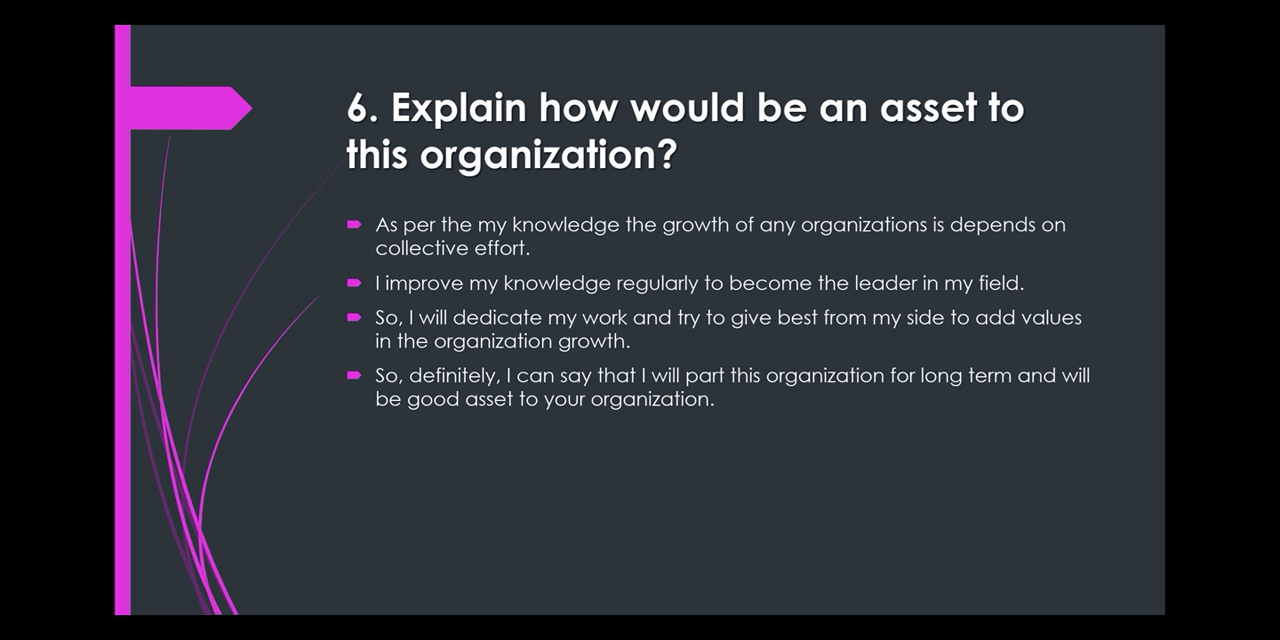 6. Explain how would be an asset to
this organization?
As per the my knowledge the growth of any organizations is depends on
collective effort.
I improve my knowledge regularly to become the leader in my field.
So, I will dedicate my work and try to give best from my side to add values
in the organization growth.
So, definitely, I can say that I will part this organization for long term and will
be good asset to your organization.